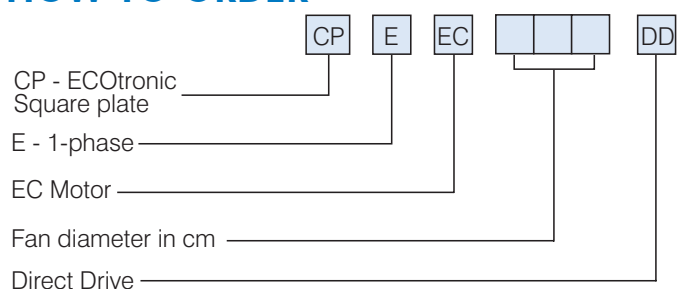 HOW TO ORDER
CP E EC DD
CP - ECOtronic
Square plate
E - 1-phase
EC Motor
Fan diameter in cm
Direct Drive